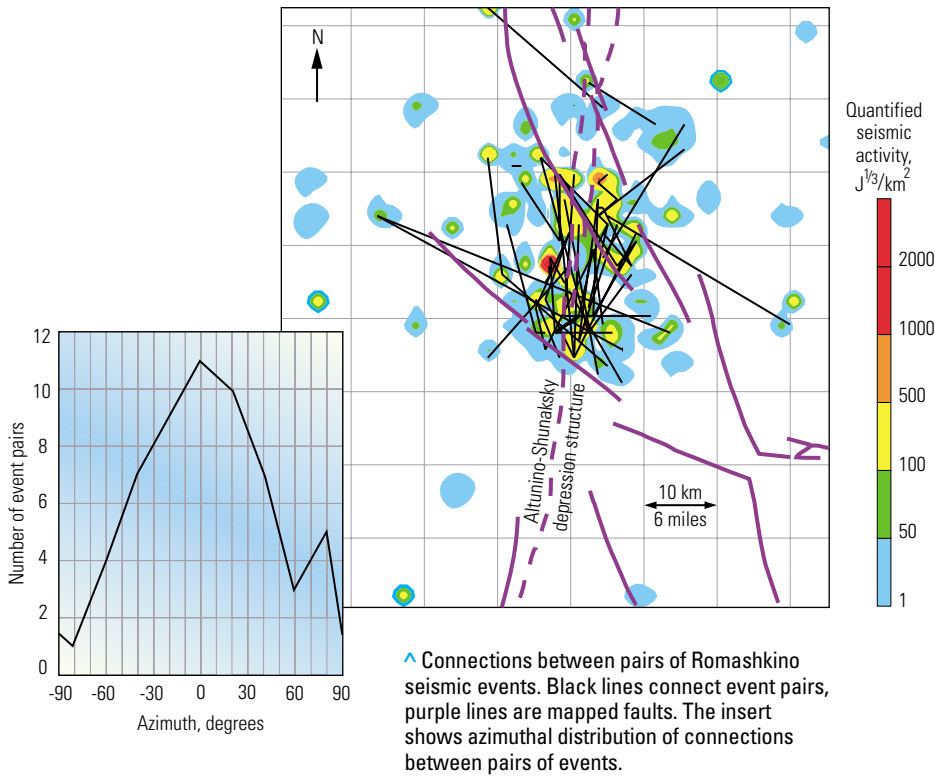 N
Altunino-Shunaksky
depression structure
10 km
6 miles
Quantified
seismic
activity,
J1/3/km2
2000
1000
500
100
50
1
Number of event pairs
12
10
8
6
4
2
0
-90
-60
-30
0
30
60
90
Azimuth, degrees
^ Connections between pairs of Romashkino
seismic events. Black lines connect event pairs,
purple lines are mapped faults. The insert
shows azimuthal distribution of connections
between pairs of events.